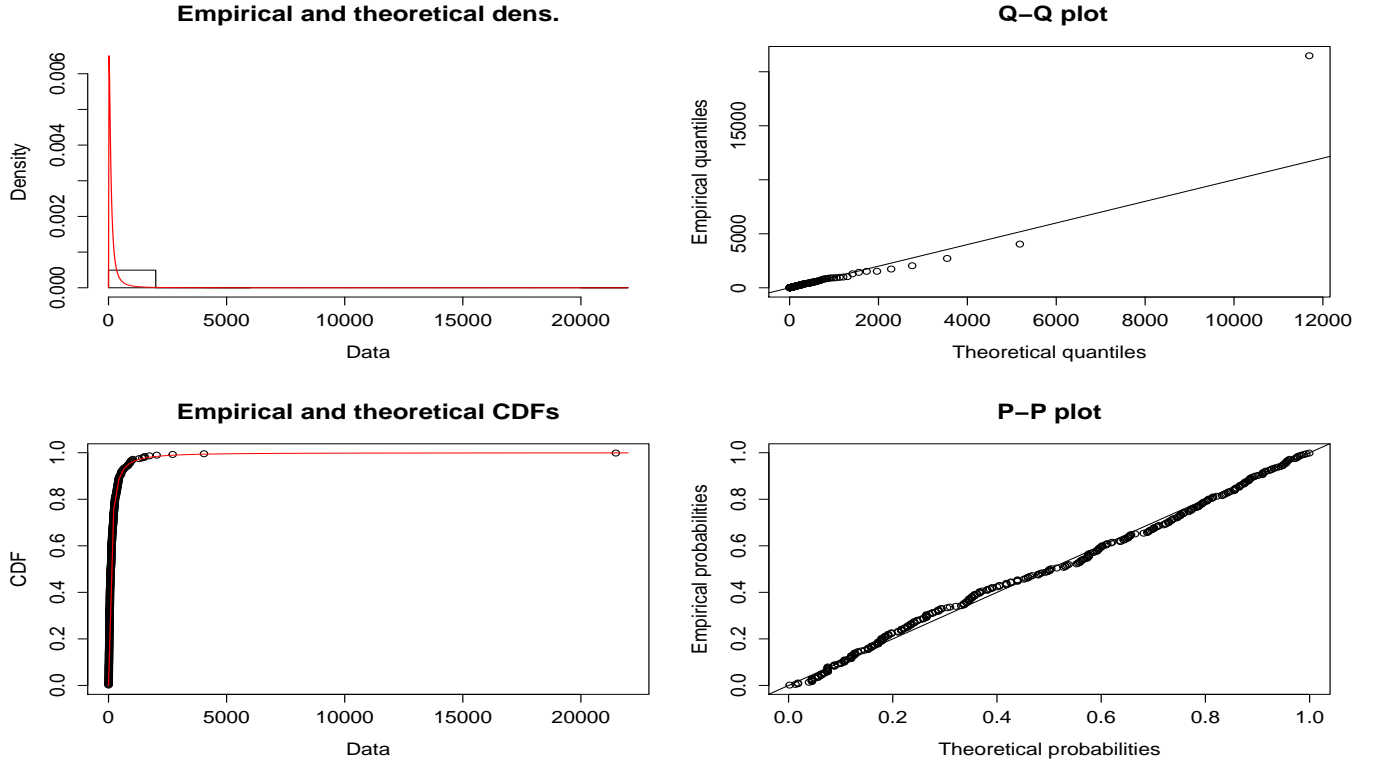 Empirical and theoretical dens.
Density
0.000 0.002 0.004 0.006
0 5000 10000 15000 20000
Data
Q−Q plot
Empirical quantiles
0 5000 15000
0 2000 4000 6000 8000 10000 12000
Theoretical quantiles
Empirical and theoretical CDFs
CDF
0.0 0.2 0.4 0.6 0.8 1.0
0 5000 10000 15000 20000
Data
P−P plot
Empirical probabilities
0.0 0.2 0.4 0.6 0.8 1.0
0.0 0.2 0.4 0.6 0.8 1.0
Theoretical probabilities